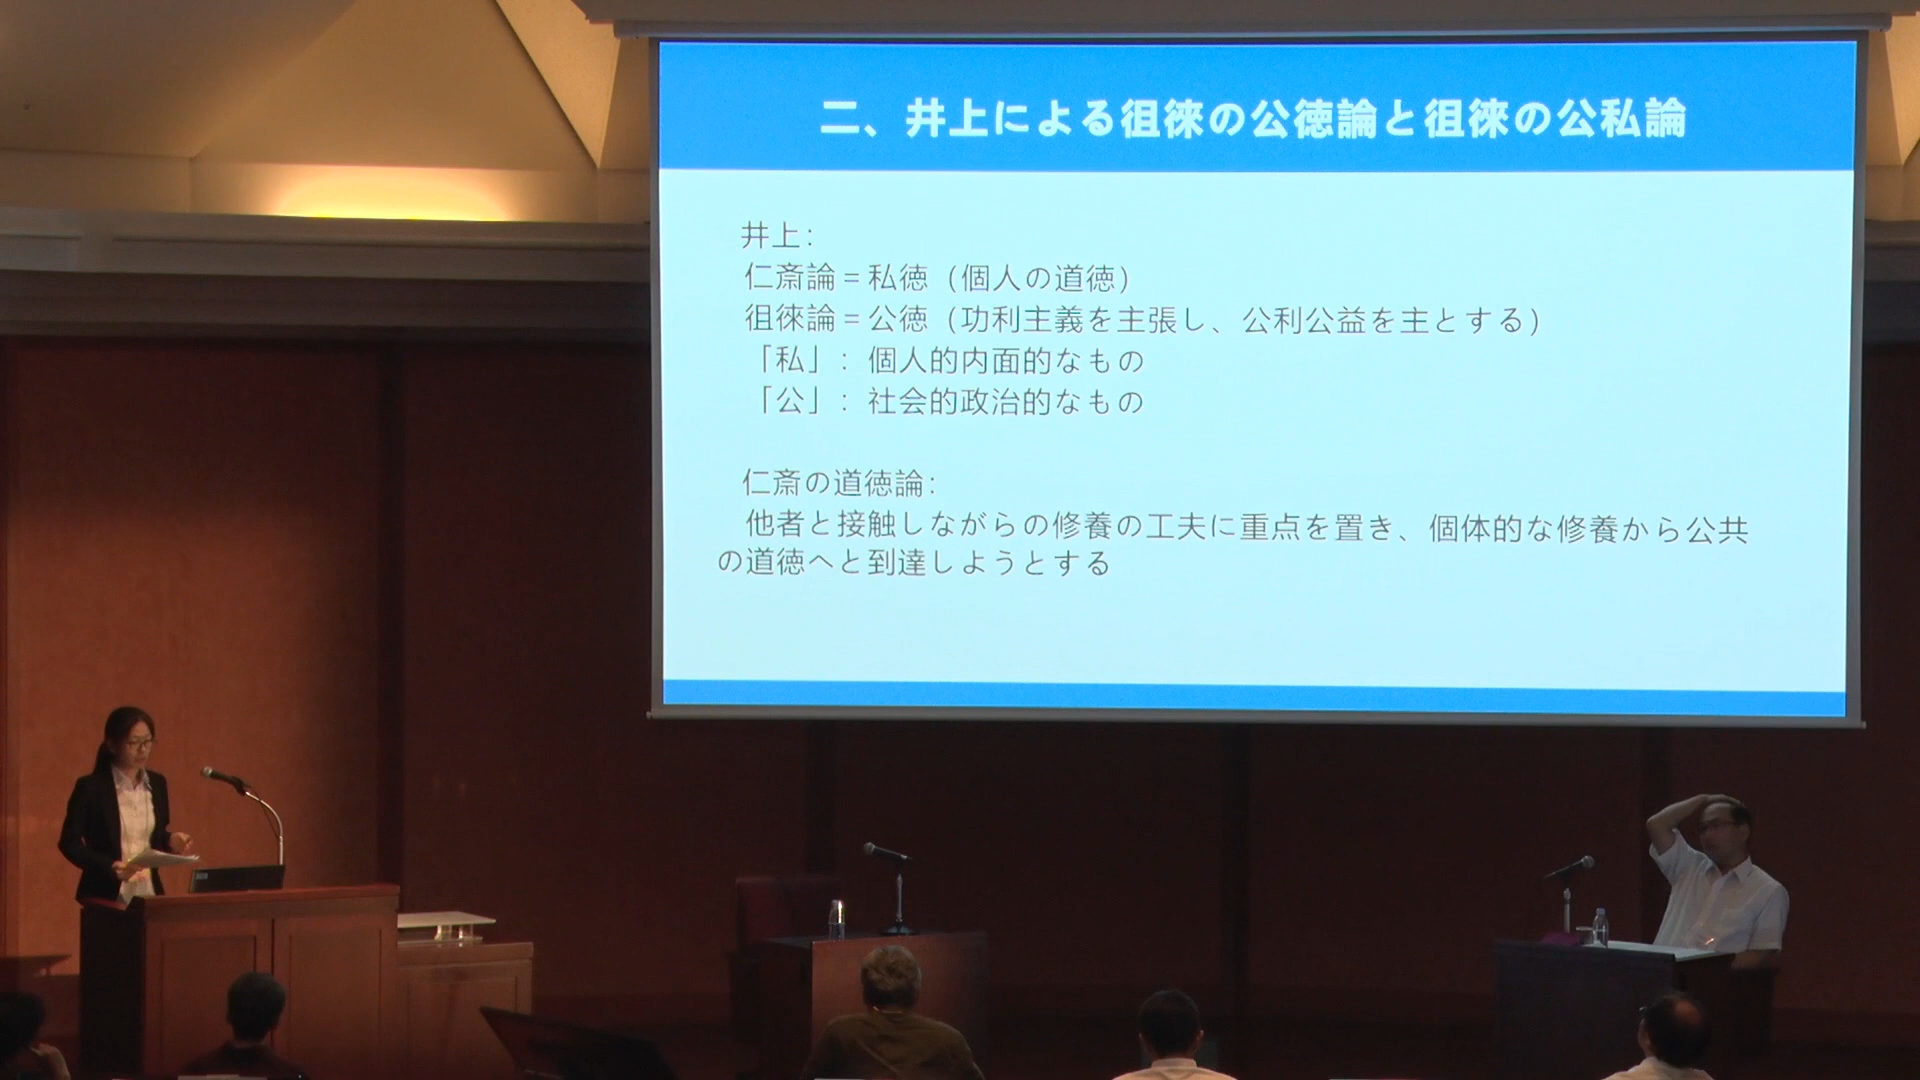 二、井上による徂徠の公徳論と徂徠の公私論
井上：
仁斎論＝私徳（個人の道徳）
徂徠論＝公徳（功利主義を主張し、公利公益を主とする）
「私」：個人的内面的なもの
「公」：社会的政治的なもの
仁斎の道徳論：
他者と接触しながらの修養の工夫に重点を置き、個体的な修養から公共
の道徳へと到達しようとする